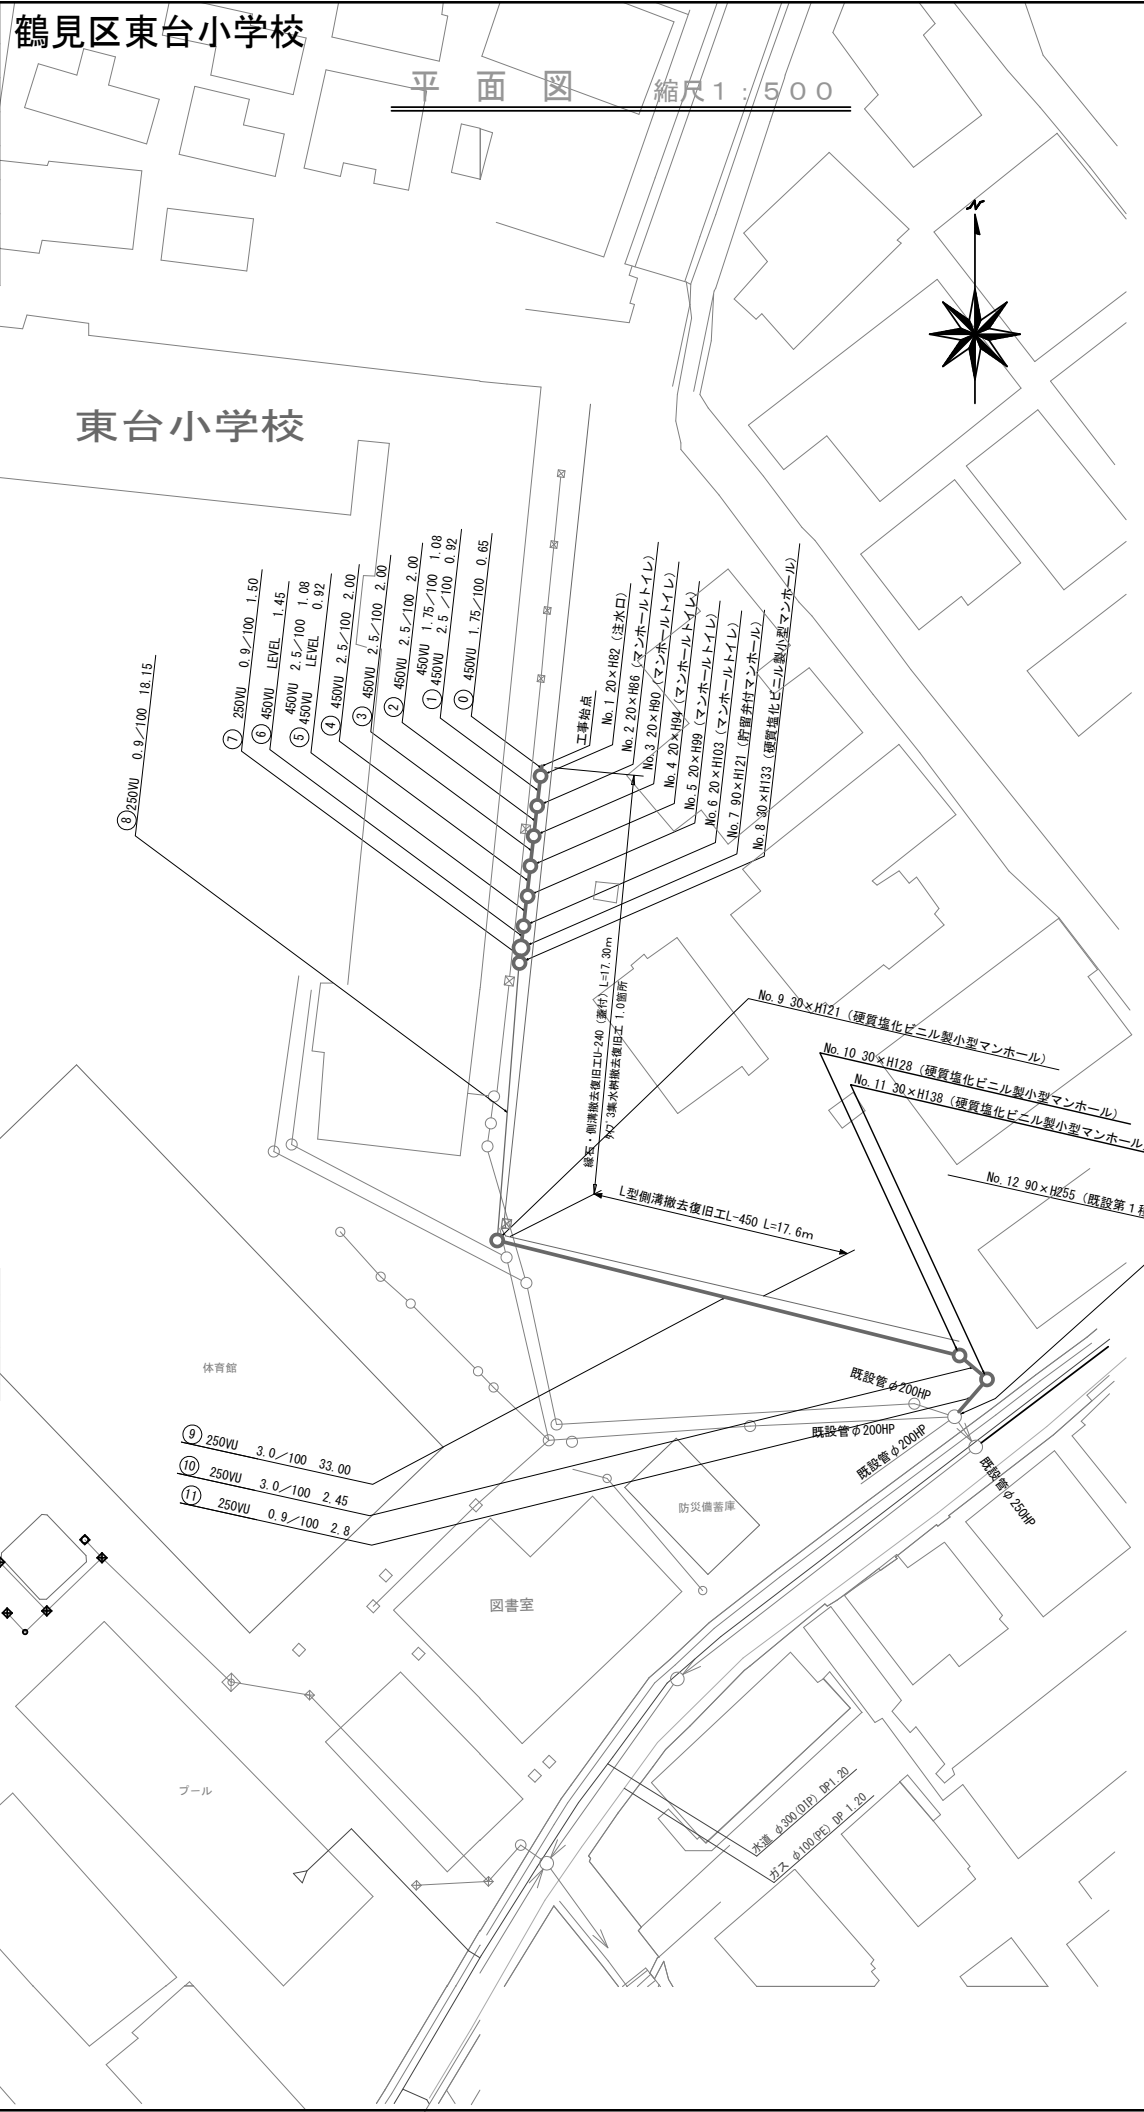 鶴見区東台小学校
平面図 縮尺1:500
N
東台小学校
⑧ 250VU 0.9/100 18.15
⑦ 250VU 0.9/100 1.50
⑥ 450VU LEVEL 1.45
450VU 2.5/100 1.08
⑤ 450VU LEVEL 0.92
④ 450VU 2.5/100 2.00
③ 450VU 2.5/100 2.00
② 450VU 2.5/100 2.00
450VU 1.75/100 1.08
① 450VU 2.5/100 0.92
⓪ 450VU 1.75/100 0.65
工事始点
No.1 20×H82（注水口）
No.2 20×H86（マンホールトイレ）
No.3 20×H90（マンホールトイレ）
No.4 20×H94（マンホールトイレ）
No.5 20×H99（マンホールトイレ）
No.6 20×H103（マンホールトイレ）
No.7 90×H121（貯留弁付マンホール）
No.8 30×H133（硬質塩化ビニル製小型マンホール）
縁石・側溝撤去復旧工U-240（蓋付）L=17.30m
ﾀｲﾌﾟ3集水桝撤去復旧工 1.0箇所
No.9 30×H121（硬質塩化ビニル製小型マンホール）
No.10 30×H128（硬質塩化ビニル製小型マンホール）
No.11 30×H138（硬質塩化ビニル製小型マンホール
No.12 90×H255（既設第1種
L型側溝撤去復旧工L-450 L=17.6m
体育館
既設管φ200HP
既設管φ200HP
既設管φ200HP
既設管φ250HP
⑨ 250VU 3.0/100 33.00
⑩ 250VU 3.0/100 2.45
⑪ 250VU 0.9/100 2.8
防災備蓄庫
図書室
プール
水道 φ300(DIP) DP1.20
ガス φ100(PE) DP 1.20